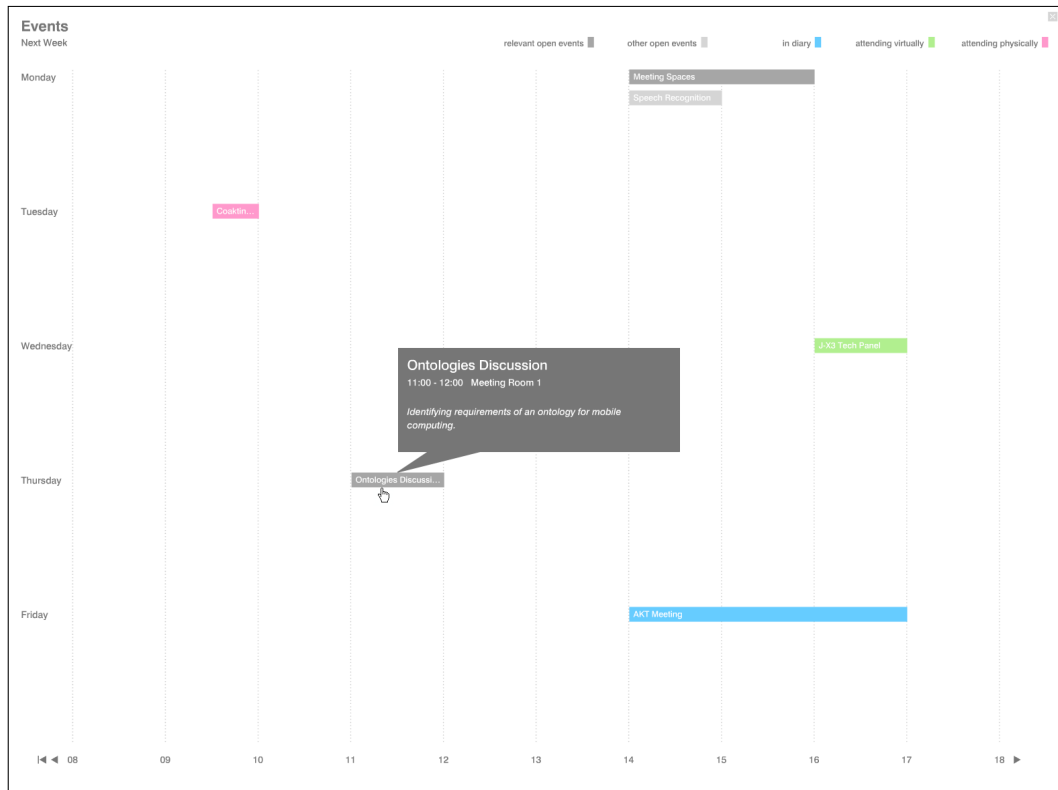 Events
Next Week
relevant open events
other open events
in diary
attending virtually
attending physically
Monday
Meeting Spaces
Speech Recognition
Tuesday
Coaktin...
Wednesday
J-X3 Tech Panel
Ontologies Discussion
11:00 - 12:00 Meeting Room 1
Identifying requirements of an ontology for mobile
computing.
Thursday
Ontologies Discussi...
Friday
AKT Meeting
08 09 10 11 12 13 14 15 16 17 18